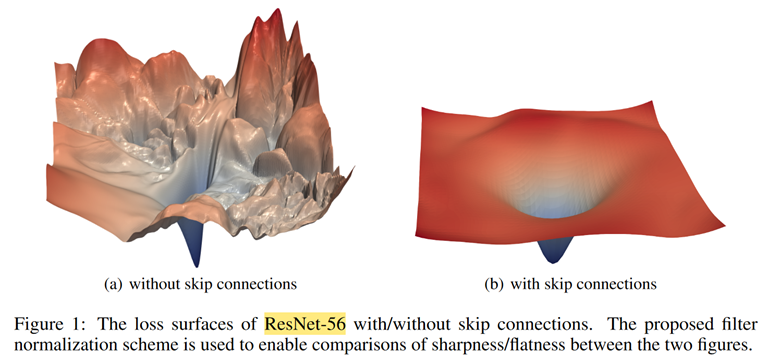 (a) without skip connections
(b) with skip connections
Figure 1: The loss surfaces of ResNet-56 with/without skip connections. The proposed filter
normalization scheme is used to enable comparisons of sharpness/flatness between the two figures.